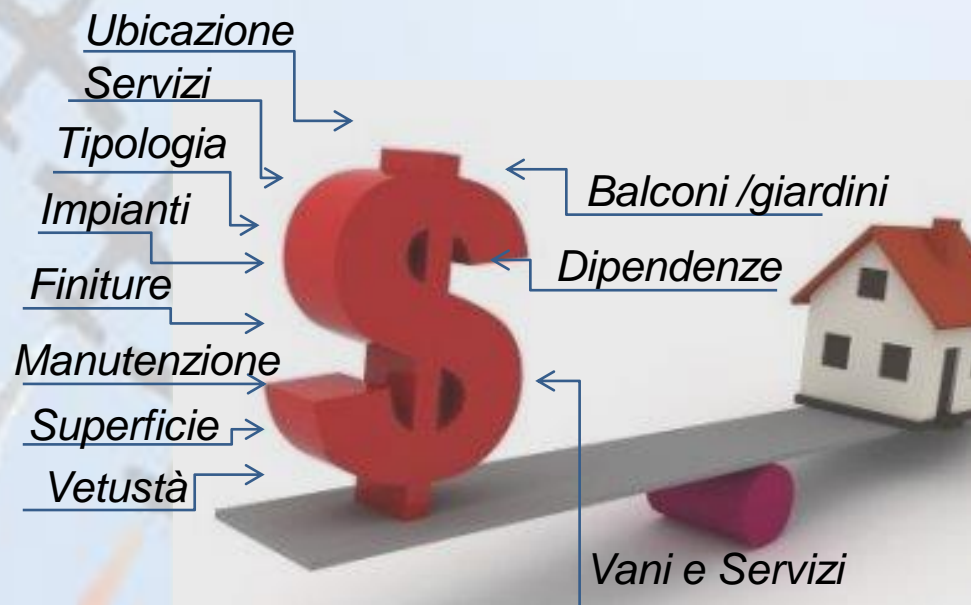 Ubicazione
Servizi
Tipologia
Impianti
Finiture
Manutenzione
Superficie
Vetustà
Balconi /giardini
Dipendenze
Vani e Servizi